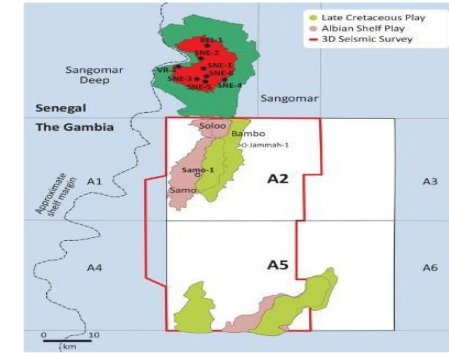 Late Cretaceous Play
Albian Shelf Play
3D Seismic Survey
BEL-1
SNE-2
VR-1
SNE-1
SNE-3
SNE-6
SNE-5
SNE-4
Sangomar
Deep
Sangomar
Senegal
The Gambia
Soloo
Bambo
Jammah-1
Samo-1
Samo
A1
A2
A3
Approximate
shelf margin
A4
A5
A6
0 10
km